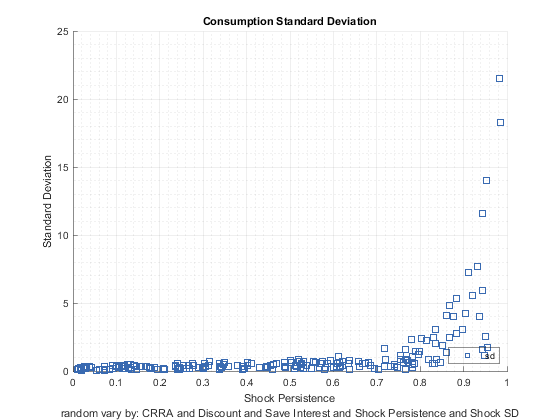 Consumption Standard Deviation
25
20
15
10
5
0
Standard Deviation
sd
0 0.1 0.2 0.3 0.4 0.5 0.6 0.7 0.8 0.9 1
Shock Persistence
random vary by: CRRA and Discount and Save Interest and Shock Persistence and Shock SD